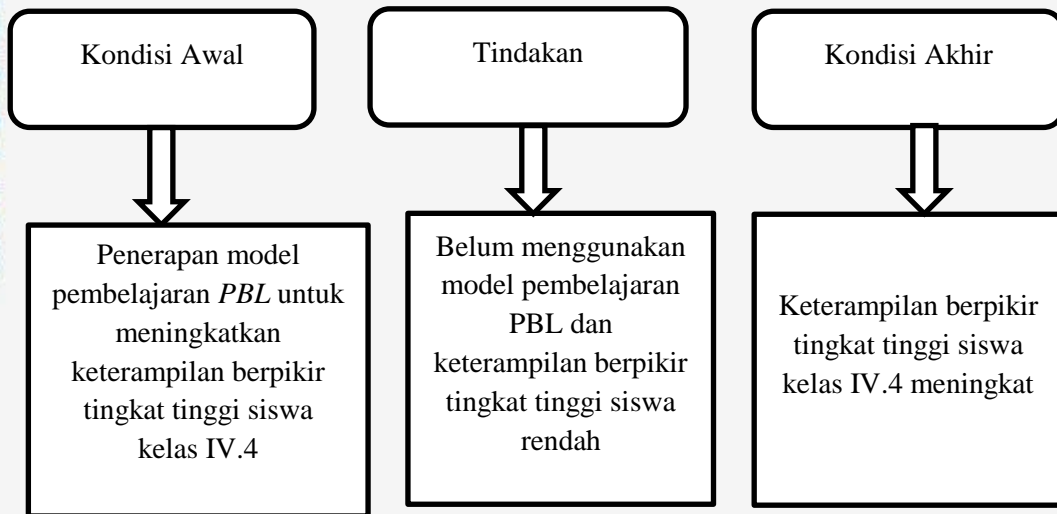 Kondisi Awal
Tindakan
Kondisi Akhir
Penerapan model
pembelajaran PBL untuk
meningkatkan
keterampilan berpikir
tingkat tinggi siswa
kelas IV.4
Belum menggunakan
model pembelajaran
PBL dan
keterampilan berpikir
tingkat tinggi siswa
rendah
Keterampilan berpikir
tingkat tinggi siswa
kelas IV.4 meningkat